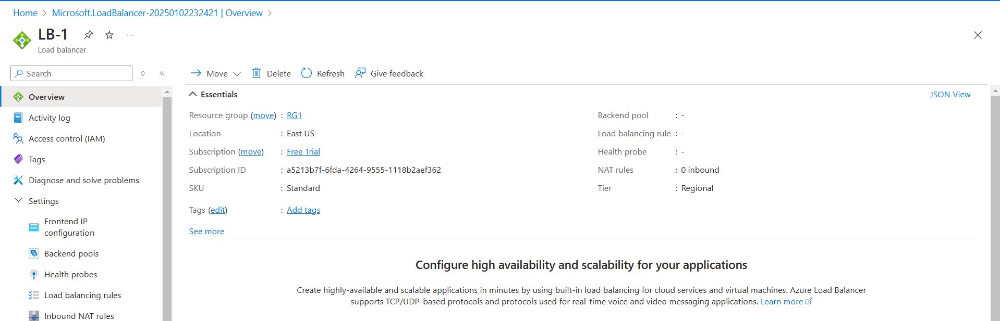 Home > Microsoft.LoadBalancer-20250102232421 | Overview >
LB-1
Load balancer
Search
Move
Delete
Refresh
Give feedback
Overview
Activity log
Access control (IAM)
Tags
Diagnose and solve problems
Settings
Frontend IP
configuration
Backend pools
Health probes
Load balancing rules
Inbound NAT rules
Essentials
JSON View
Resource group (move) : RG1
Location : East US
Subscription (move) : Free Trial
Subscription ID : a5213b7f-6fda-4264-9555-1118b2aef362
SKU : Standard
Tags (edit) : Add tags
See more
Backend pool : -
Load balancing rule : -
Health probe : -
NAT rules : 0 inbound
Tier : Regional
Configure high availability and scalability for your applications
Create highly-available and scalable applications in minutes by using built-in load balancing for cloud services and virtual machines. Azure Load Balancer
supports TCP/UDP-based protocols and protocols used for real-time voice and video messaging applications. Learn more